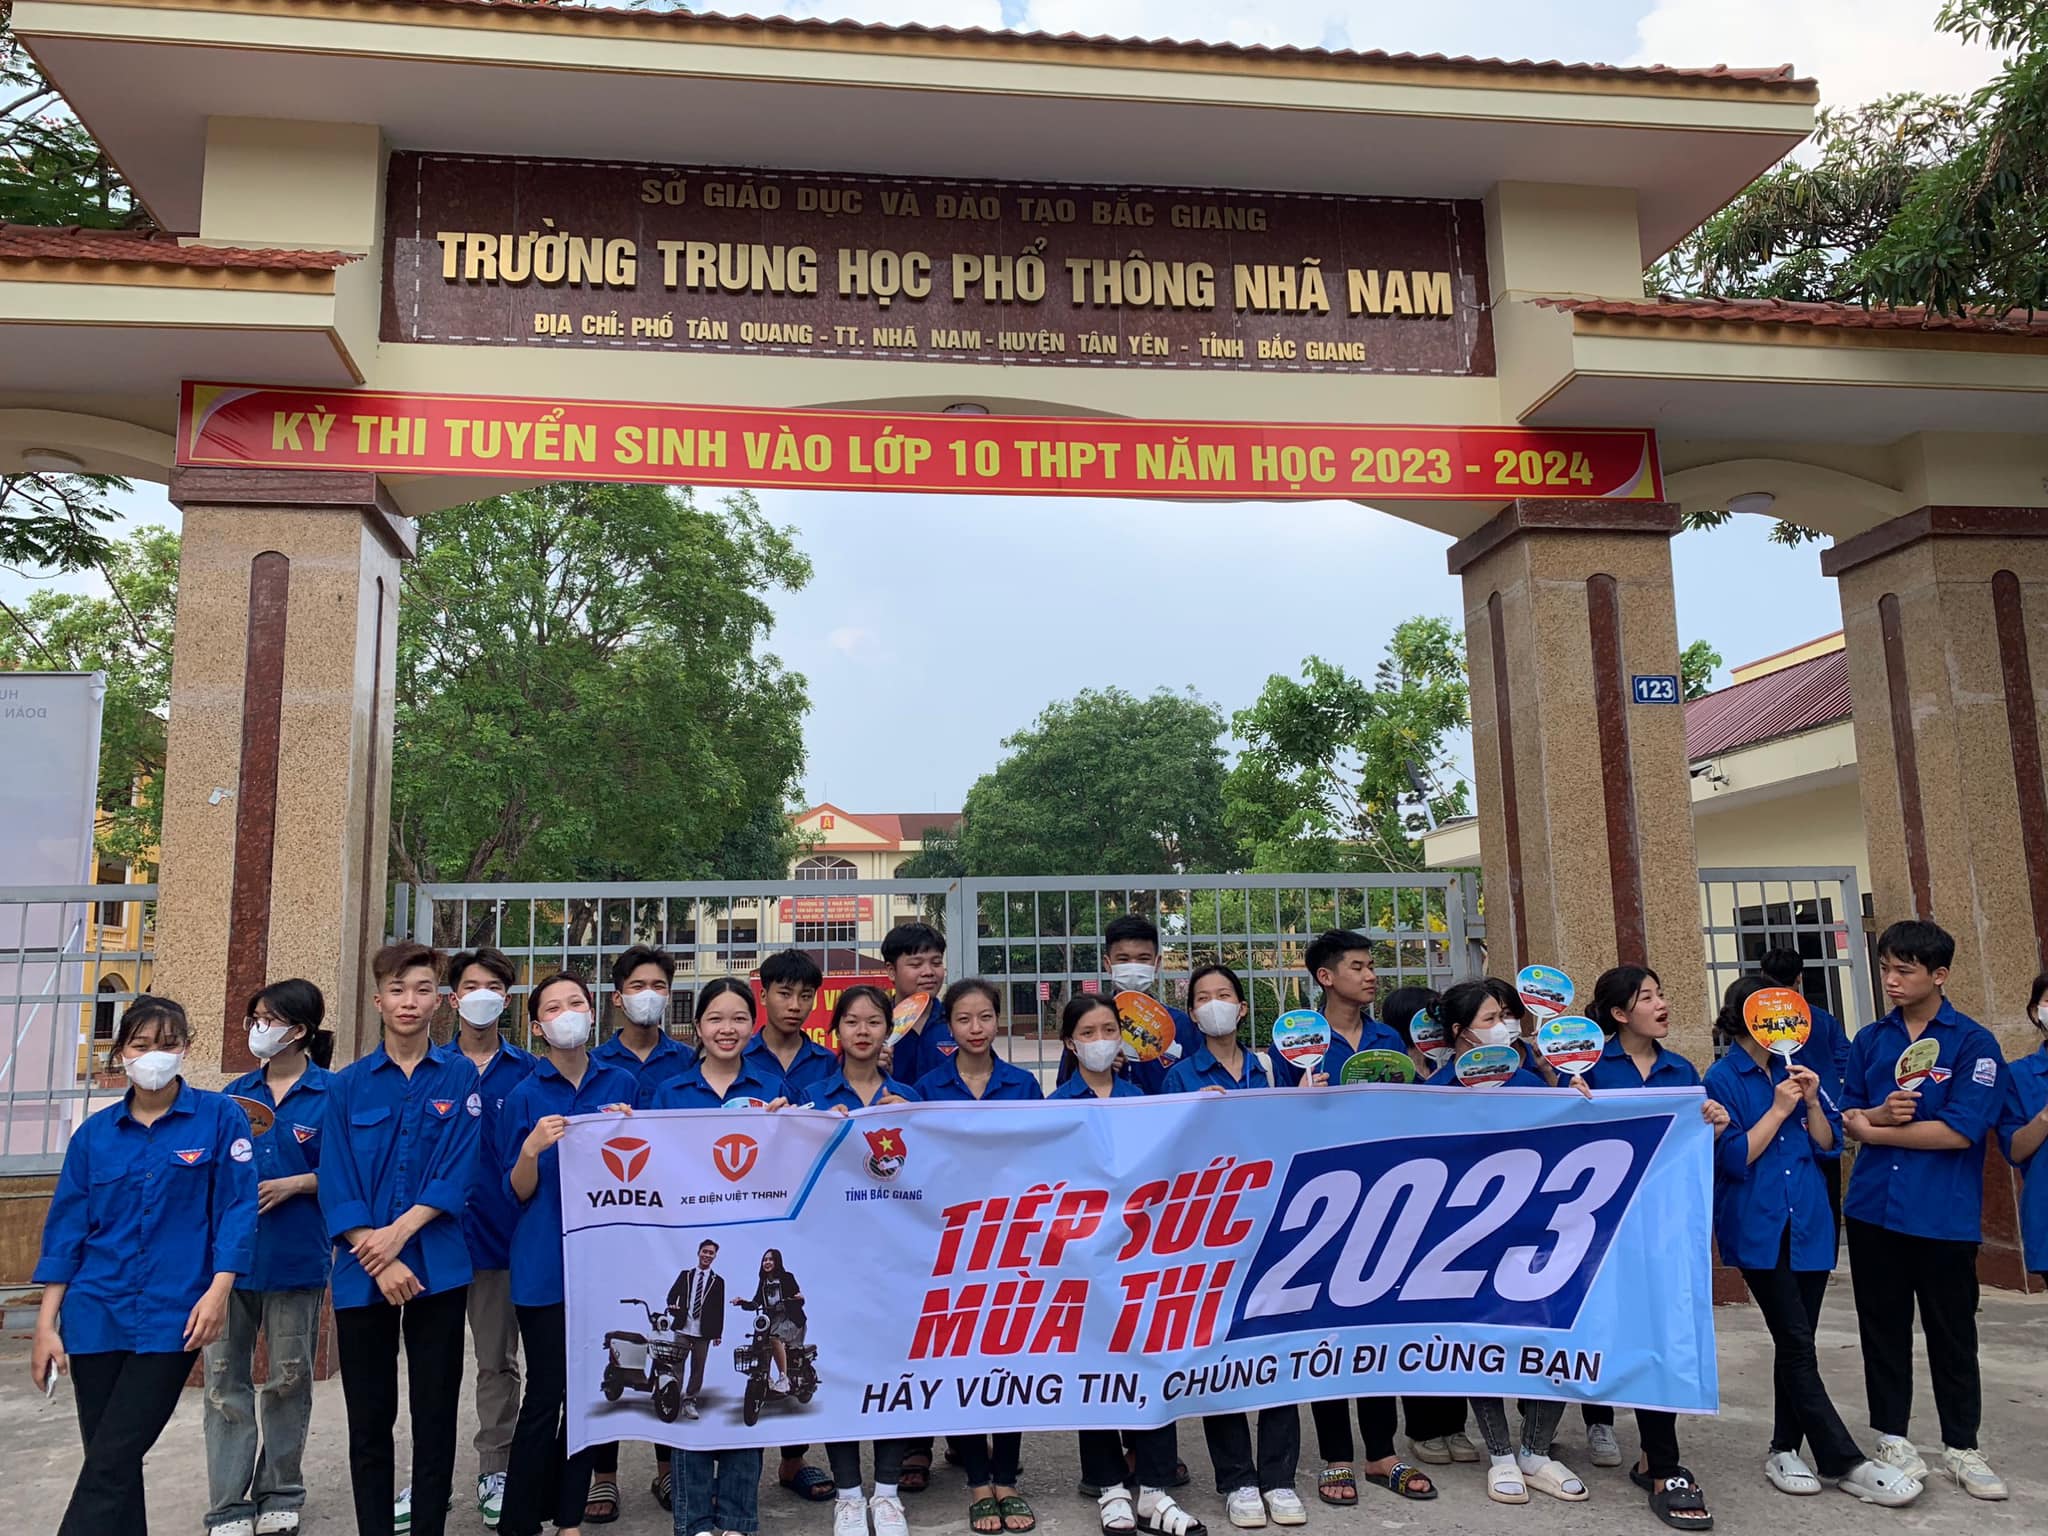 SỞ GIÁO DỤC VÀ ĐÀO TẠO BẮC GIANG
TRƯỜNG TRUNG HỌC PHỔ THÔNG NHÃ NAM
ĐỊA CHỈ: PHỐ TÂN QUANG - TT. NHÃ NAM - HUYỆN TÂN YÊN - TỈNH BẮC GIANG
KỲ THI TUYỂN SINH VÀO LỚP 10 THPT NĂM HỌC 2023 - 2024
123
A
YADEA
XE ĐIỆN VIỆT THANH
TỈNH BẮC GIANG
TIẾP SỨC
MÙA THI
2023
HÃY VỮNG TIN, CHÚNG TÔI ĐI CÙNG BẠN